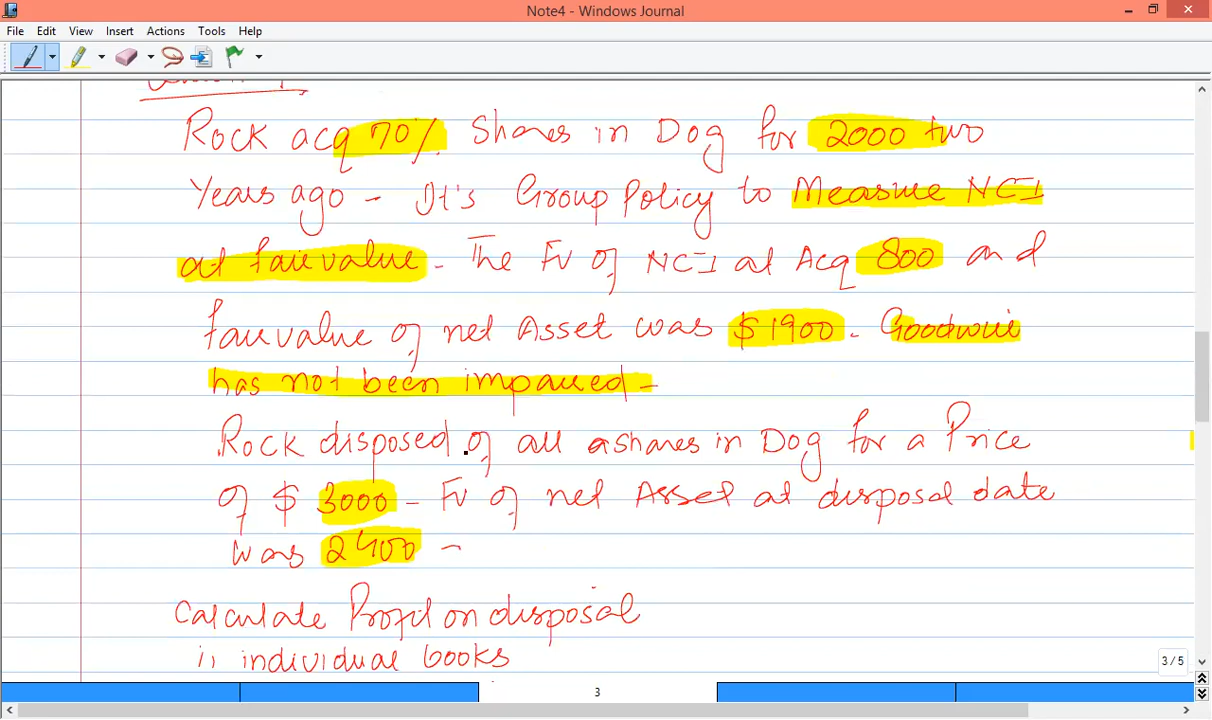 Note4 - Windows Journal
File Edit View Insert Actions Tools Help
Rock acq 70% Shares in Dog for 2000 two
Years ago - It's Group Policy to Measure NCI
at fair value - The FV of NCI at Acq 800 and
fair value of net Asset was $1900 - Goodwill
has not been impaired -
Rock disposed of all shares in Dog for a Price
of $ 3000 - FV of net Asset at disposal date
was 2400 -
Calculate Profit on disposal
individual books
3 / 5
3